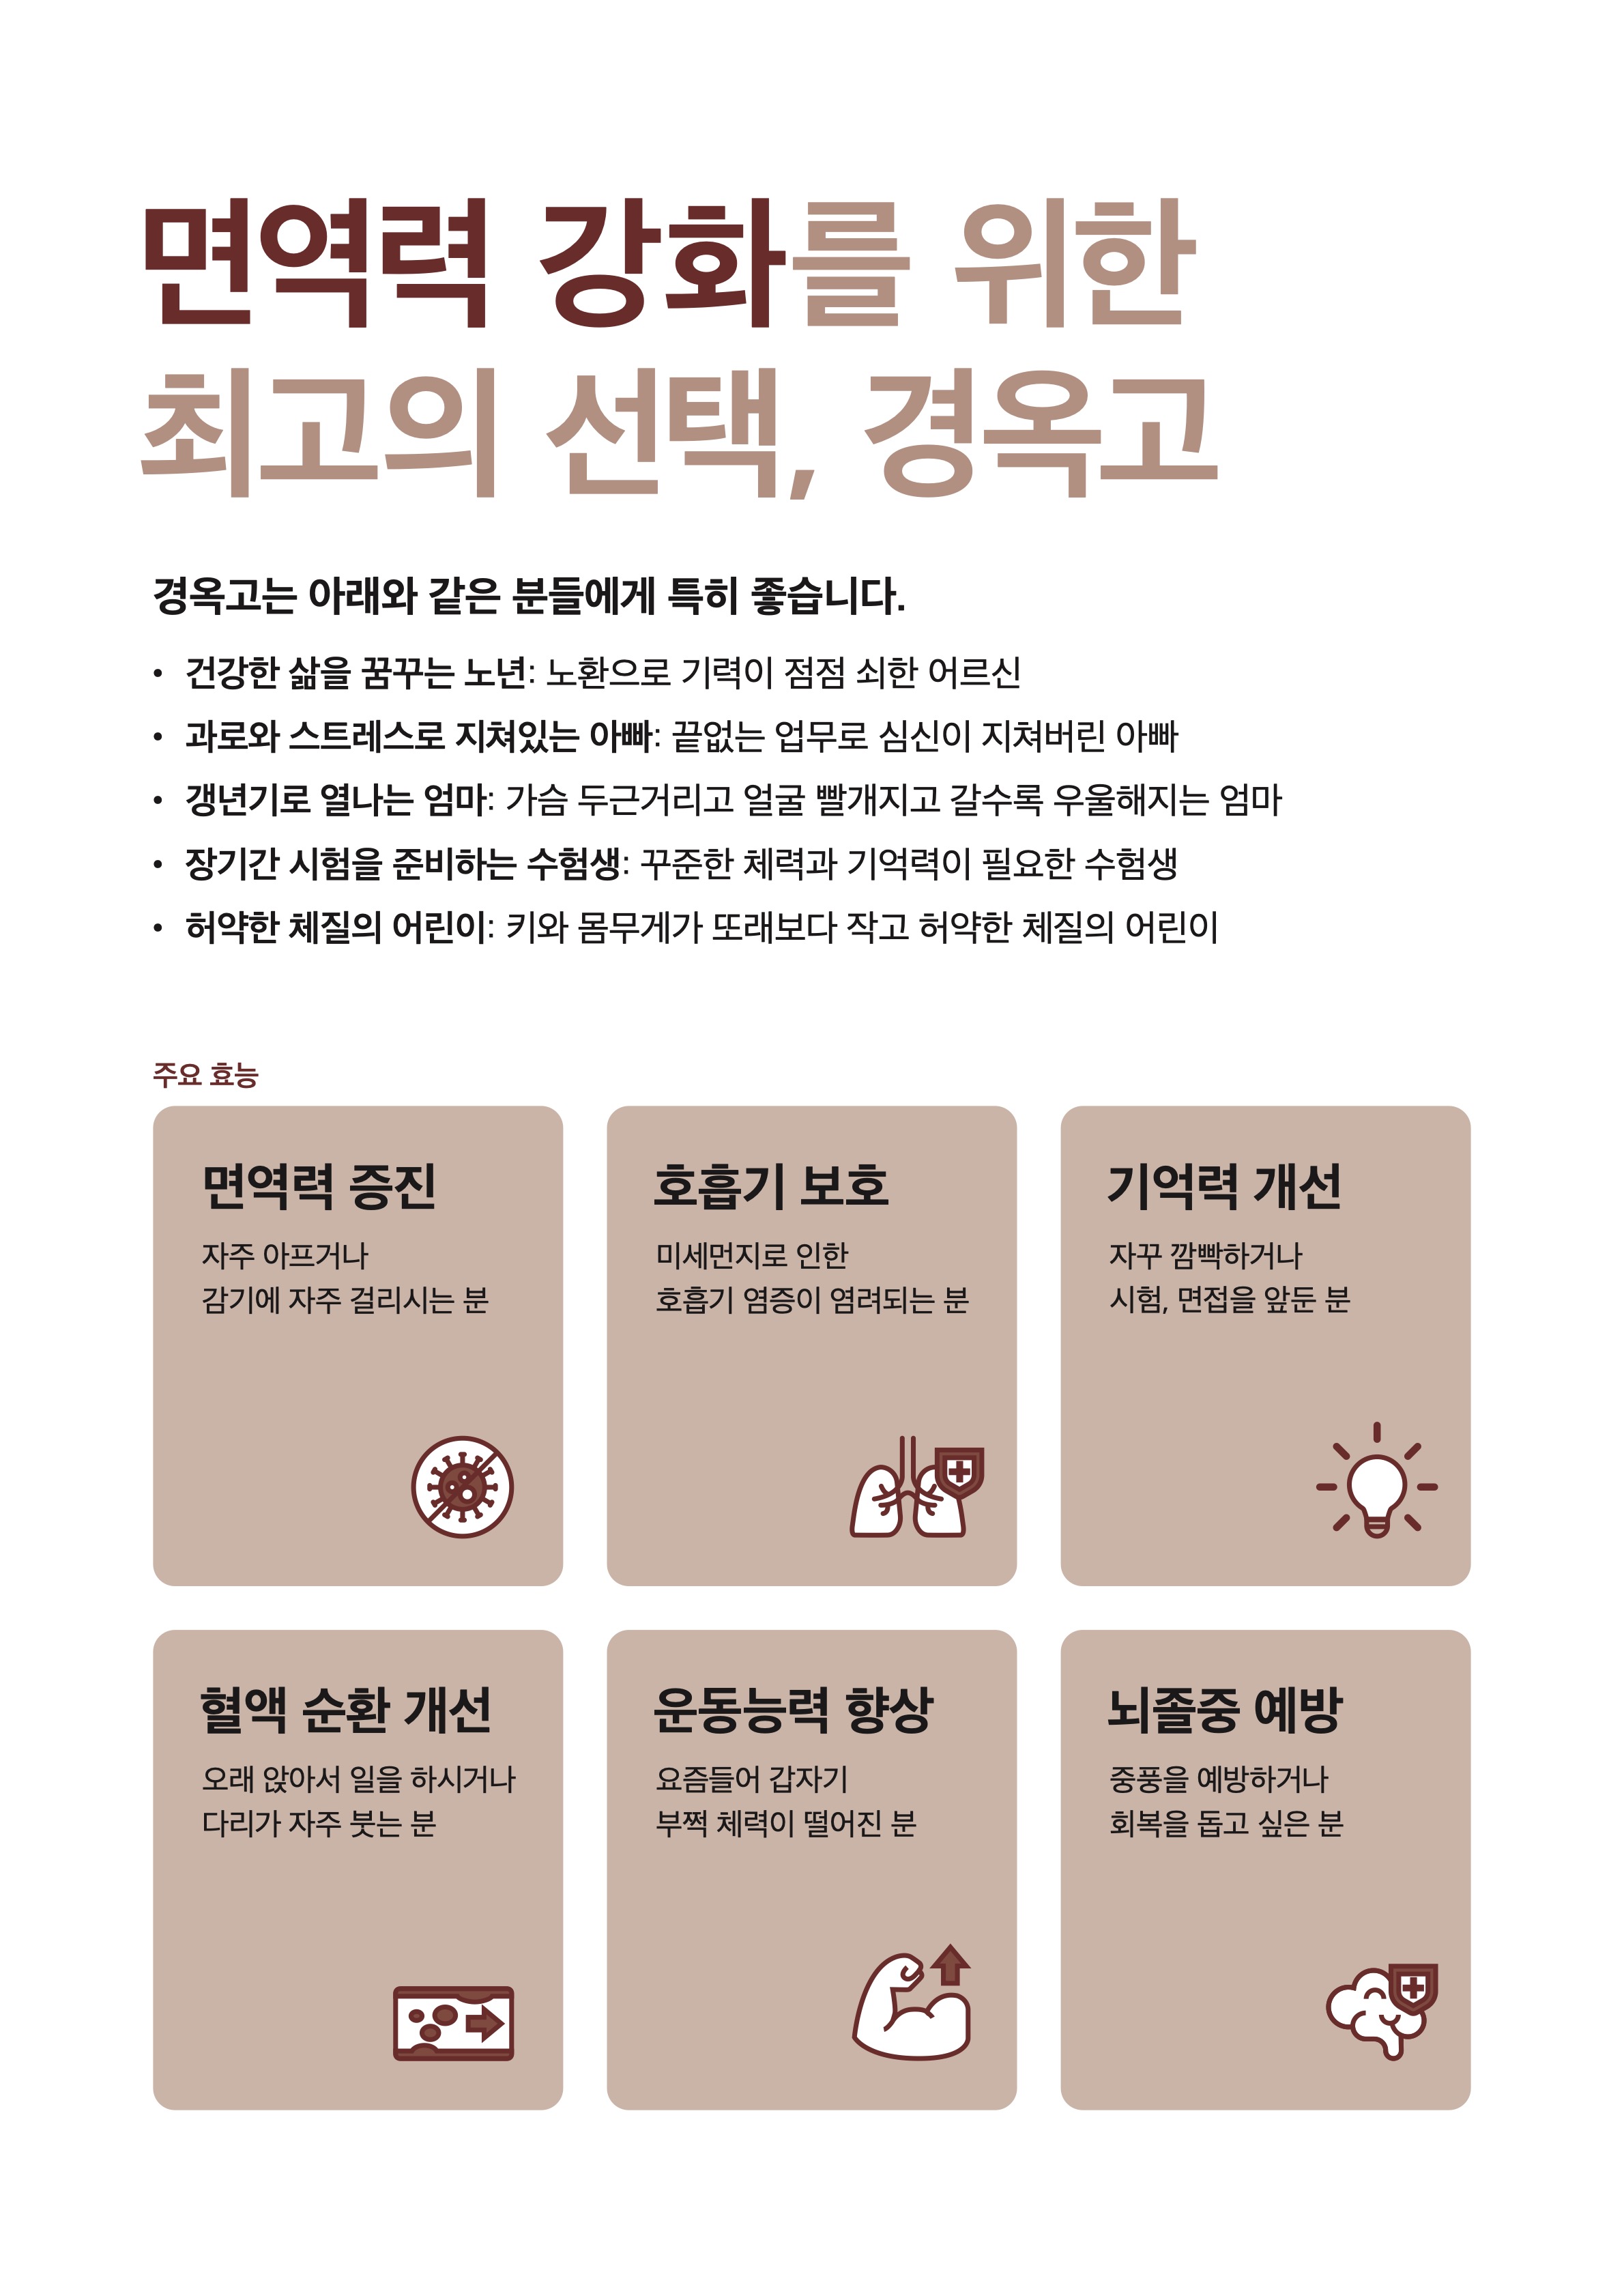 면역력 강화를 위한
최고의 선택, 경옥고
경옥고는 아래와 같은 분들에게 특히 좋습니다.
• 건강한 삶을 꿈꾸는 노년: 노환으로 기력이 점점 쇠한 어르신
• 과로와 스트레스로 지쳐있는 아빠: 끝없는 업무로 심신이 지쳐버린 아빠
• 갱년기로 열나는 엄마: 가슴 두근거리고 얼굴 빨개지고 갈수록 우울해지는 엄마
• 장기간 시험을 준비하는 수험생: 꾸준한 체력과 기억력이 필요한 수험생
• 허약한 체질의 어린이: 키와 몸무게가 또래보다 작고 허약한 체질의 어린이
주요 효능
면역력 증진
자주 아프거나
감기에 자주 걸리시는 분
호흡기 보호
미세먼지로 인한
호흡기 염증이 염려되는 분
기억력 개선
자꾸 깜빡하거나
시험, 면접을 앞둔 분
혈액 순환 개선
오래 앉아서 일을 하시거나
다리가 자주 붓는 분
운동능력 향상
요즘들어 갑자기
부쩍 체력이 떨어진 분
뇌졸중 예방
중풍을 예방하거나
회복을 돕고 싶은 분